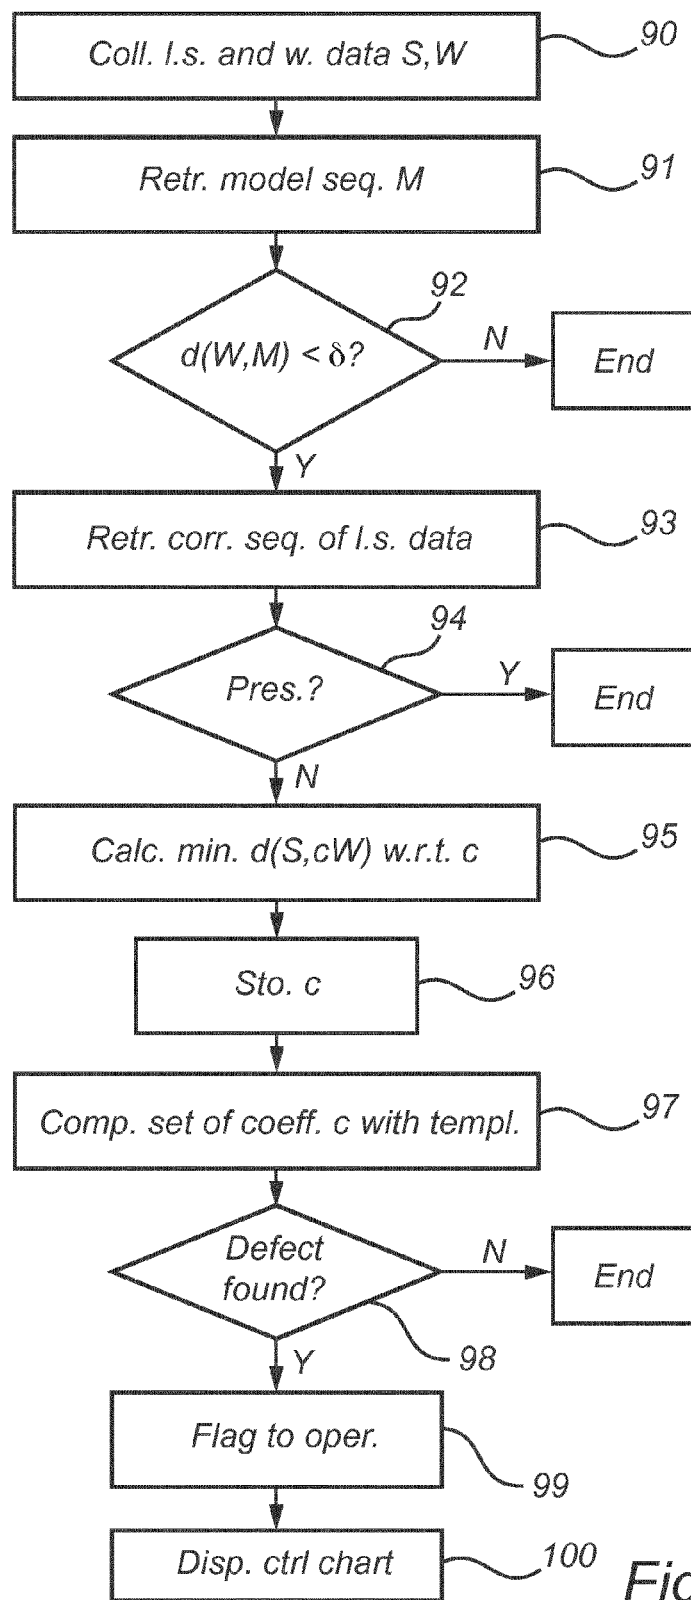 Coll. l.s. and w. data S,W
90
Retr. model seq. M
91
92
d(W,M) < δ?
N
End
Y
Retr. corr. seq. of l.s. data
93
94
Pres.?
Y
End
N
Calc. min. d(S,cW) w.r.t. c
95
Sto. c
96
Comp. set of coeff. c with templ.
97
Defect
found?
N
End
98
Y
Flag to oper.
99
Disp. ctrl chart
100
Fig